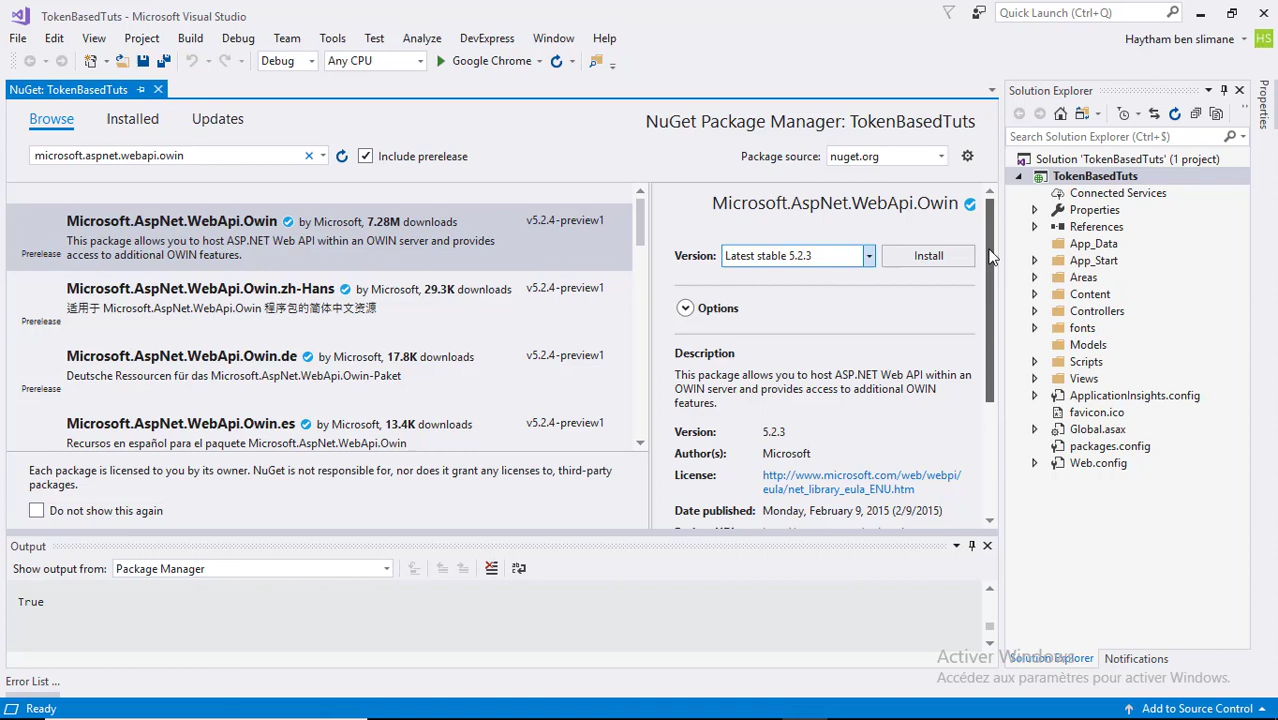 TokenBasedTuts - Microsoft Visual Studio
Quick Launch (Ctrl+Q)
File Edit View Project Build Debug Team Tools Test Analyze DevExpress Window Help
Haytham ben slimane HS
Debug Any CPU Google Chrome
NuGet: TokenBasedTuts
Browse Installed Updates
NuGet Package Manager: TokenBasedTuts
microsoft.aspnet.webapi.owin
Include prerelease
Package source: nuget.org
Microsoft.AspNet.WebApi.Owin by Microsoft, 7.28M downloads v5.2.4-preview1
This package allows you to host ASP.NET Web API within an OWIN server and provides
Prerelease access to additional OWIN features.
Microsoft.AspNet.WebApi.Owin.zh-Hans by Microsoft, 29.3K downloads v5.2.4-preview1
适用于 Microsoft.AspNet.WebApi.Owin 程序包的简体中文资源
Prerelease
Microsoft.AspNet.WebApi.Owin.de by Microsoft, 17.8K downloads v5.2.4-preview1
Deutsche Ressourcen für das Microsoft.AspNet.WebApi.Owin-Paket
Prerelease
Microsoft.AspNet.WebApi.Owin.es by Microsoft, 13.4K downloads v5.2.4-preview1
Recursos en español para el paquete Microsoft.AspNet.WebApi.Owin
Each package is licensed to you by its owner. NuGet is not responsible for, nor does it grant any licenses to, third-party
packages.
Do not show this again
Microsoft.AspNet.WebApi.Owin
Version: Latest stable 5.2.3 Install
Options
Description
This package allows you to host ASP.NET Web API within an
OWIN server and provides access to additional OWIN
features.
Version: 5.2.3
Author(s): Microsoft
License: http://www.microsoft.com/web/webpi/
eula/net_library_eula_ENU.htm
Date published: Monday, February 9, 2015 (2/9/2015)
Output
Show output from: Package Manager
True
Error List ...
Ready
Add to Source Control
Solution Explorer
Search Solution Explorer (Ctrl+$)
Solution 'TokenBasedTuts' (1 project)
TokenBasedTuts
Connected Services
Properties
References
App_Data
App_Start
Areas
Content
Controllers
fonts
Models
Scripts
Views
ApplicationInsights.config
favicon.ico
Global.asax
packages.config
Web.config
Solution Explorer Notifications
Activer Windows
Accédez aux paramètres pour activer Windows.
Properties